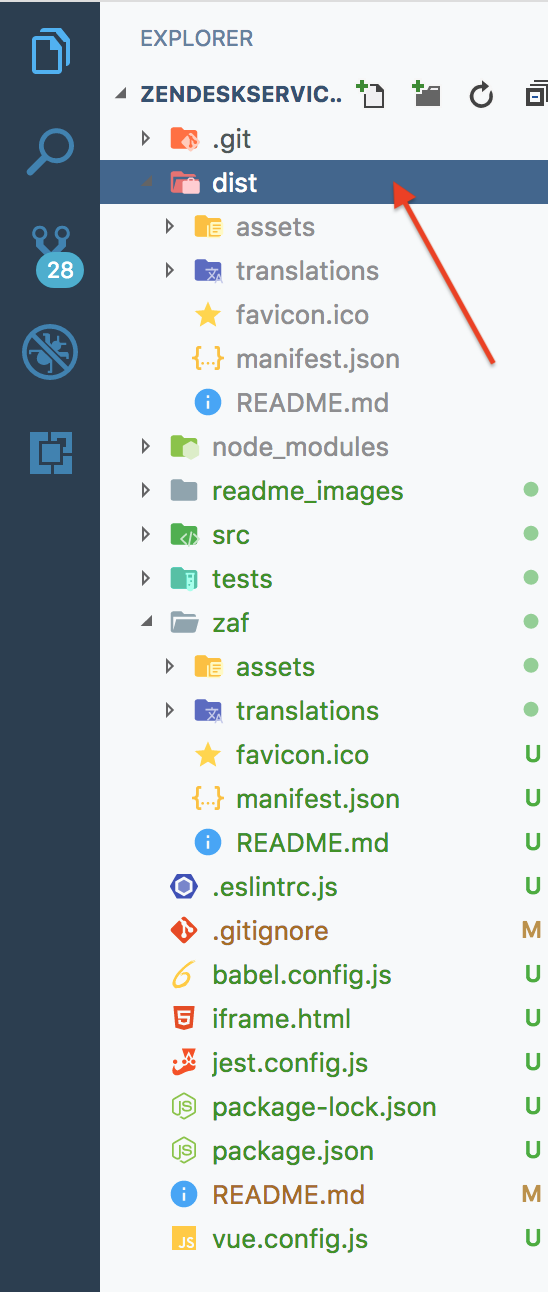 EXPLORER
ZENDESKSERVIC..
.git
dist
assets
translations
28
favicon.ico
manifest.json
README.md
node_modules
readme_images
src
tests
zaf
assets
translations
favicon.ico U
manifest.json U
README.md U
.eslintrc.js U
.gitignore M
babel.config.js U
iframe.html U
jest.config.js U
package-lock.json U
package.json U
README.md M
vue.config.js U